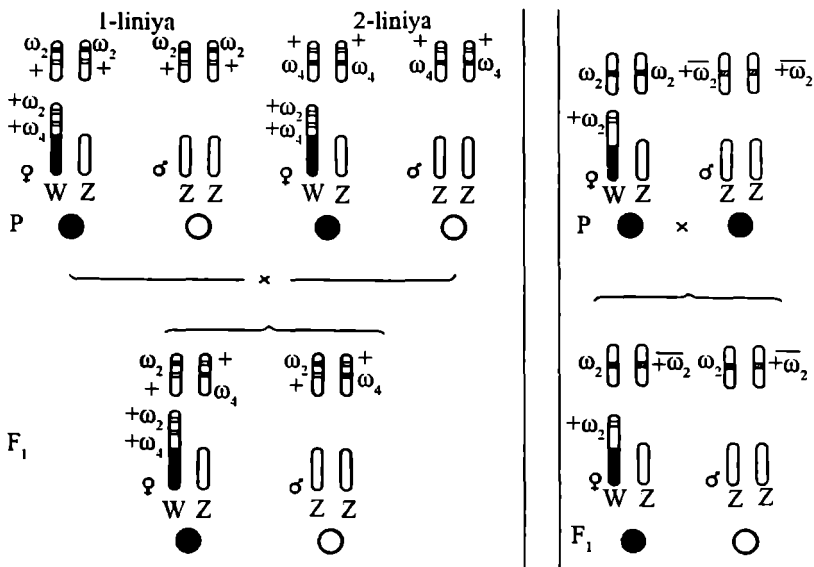 1-liniya 2-liniya
ω₂ ω₂ ω₂ ω₂ + + + +
+ + + + ω₄ ω₄ ω₄ ω₄
+ω₂ +ω₂
+ω₄ +ω₄
♀ ♂ ♀ ♂
W Z Z Z W Z Z Z
P
×
ω₂ + ω₂ +
+ ω₄ + ω₄
+ω₂
+ω₄
F₁
♀ ♂
W Z Z Z
ω₂ ω₂ +ω̅₂ +ω̅₂
+ω₂
♀ ♂
W Z Z Z
P ×
ω₂ +ω̅₂ ω₂ +ω̅₂
+ω₂
♀ ♂
W Z Z Z
F₁